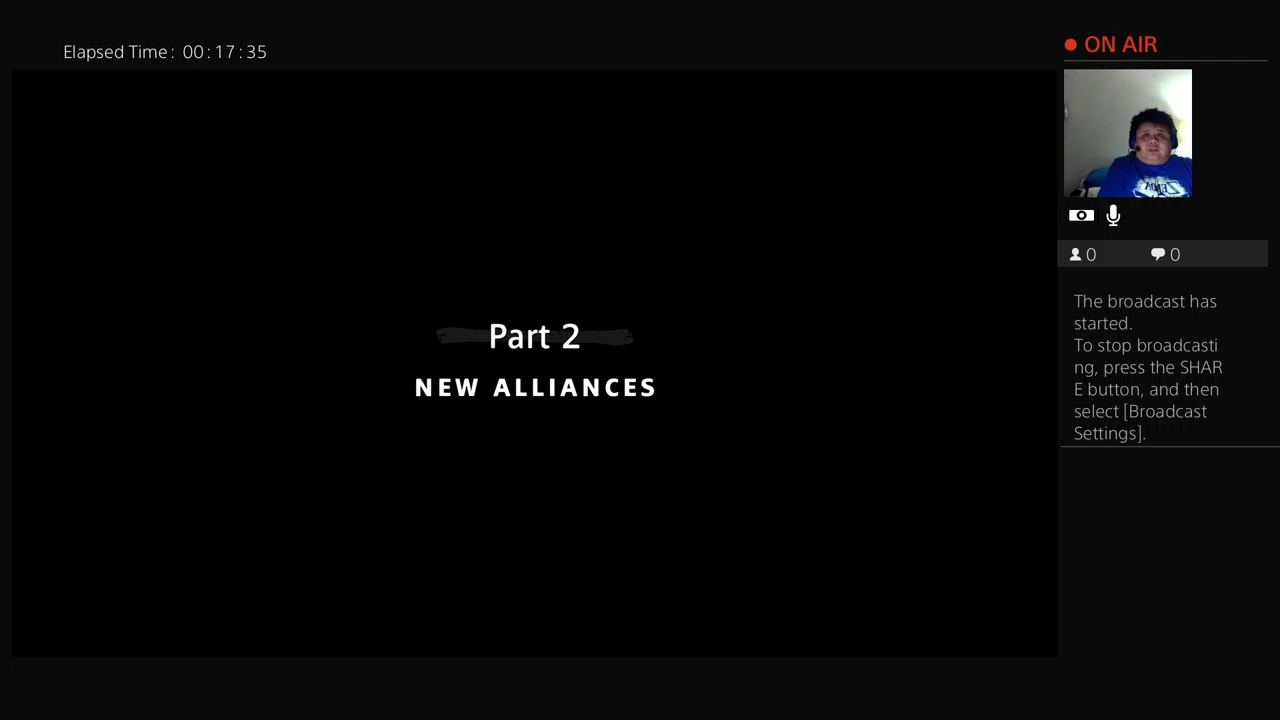 Elapsed Time: 00:17:35
ON AIR
0 0
The broadcast has
started.
To stop broadcasti
ng, press the SHAR
E button, and then
select [Broadcast
Settings].
Part 2
NEW ALLIANCES